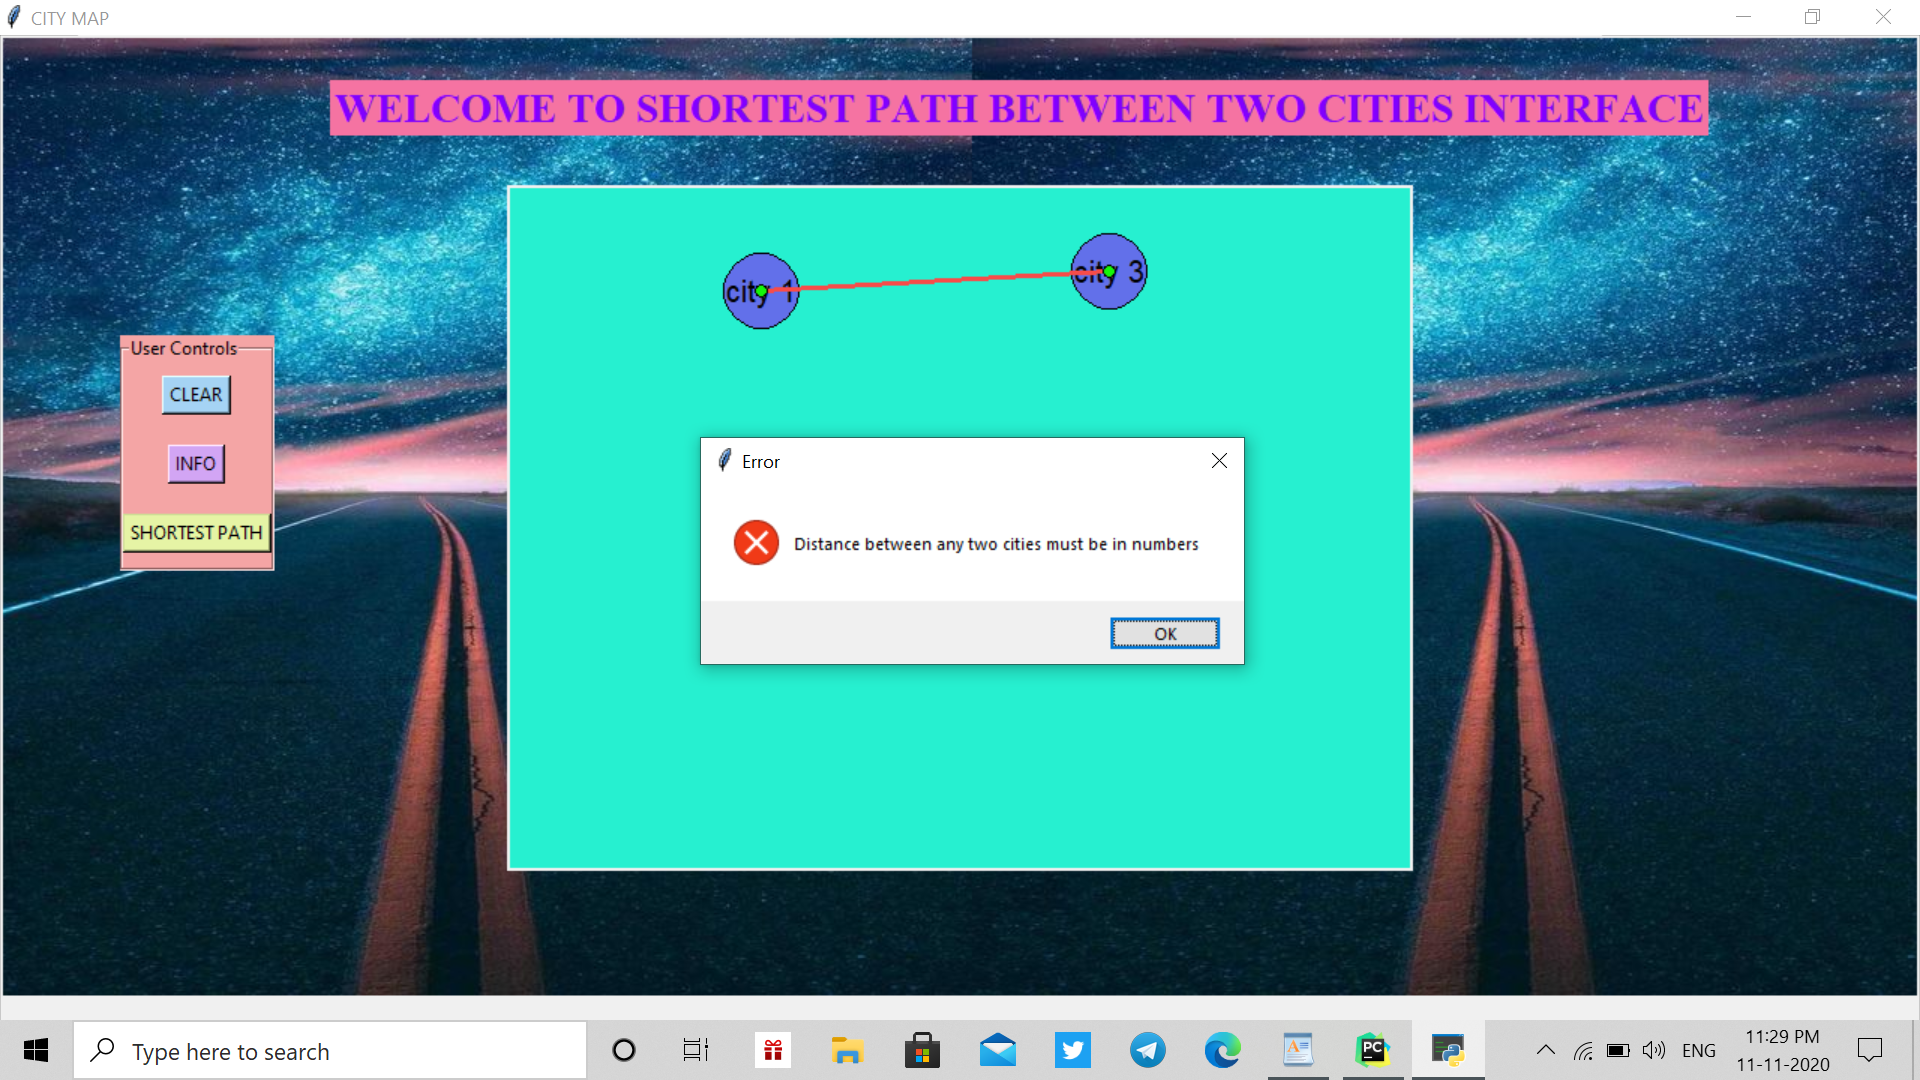 CITY MAP
WELCOME TO SHORTEST PATH BETWEEN TWO CITIES INTERFACE
city 1
city 3
User Controls
CLEAR
INFO
SHORTEST PATH
Error
Distance between any two cities must be in numbers
OK
Type here to search
PC
ENG
11:29 PM
11-11-2020